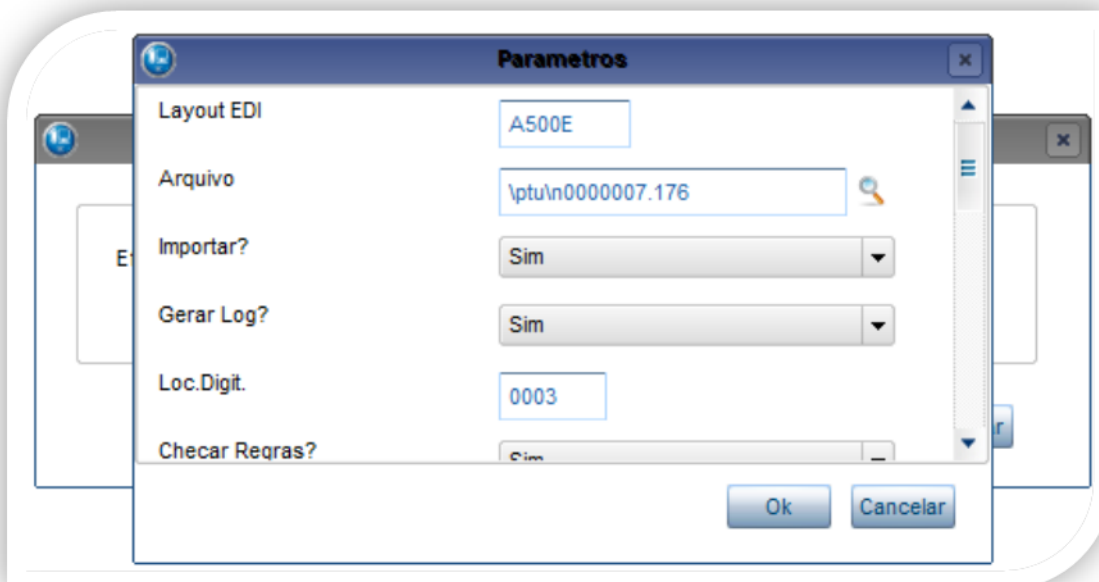 Parametros
Layout EDI
A500E
Arquivo
\ptu\n0000007.176
Importar?
Sim
Gerar Log?
Sim
Loc.Digit.
0003
Checar Regras?
Sim
Ok
Cancelar